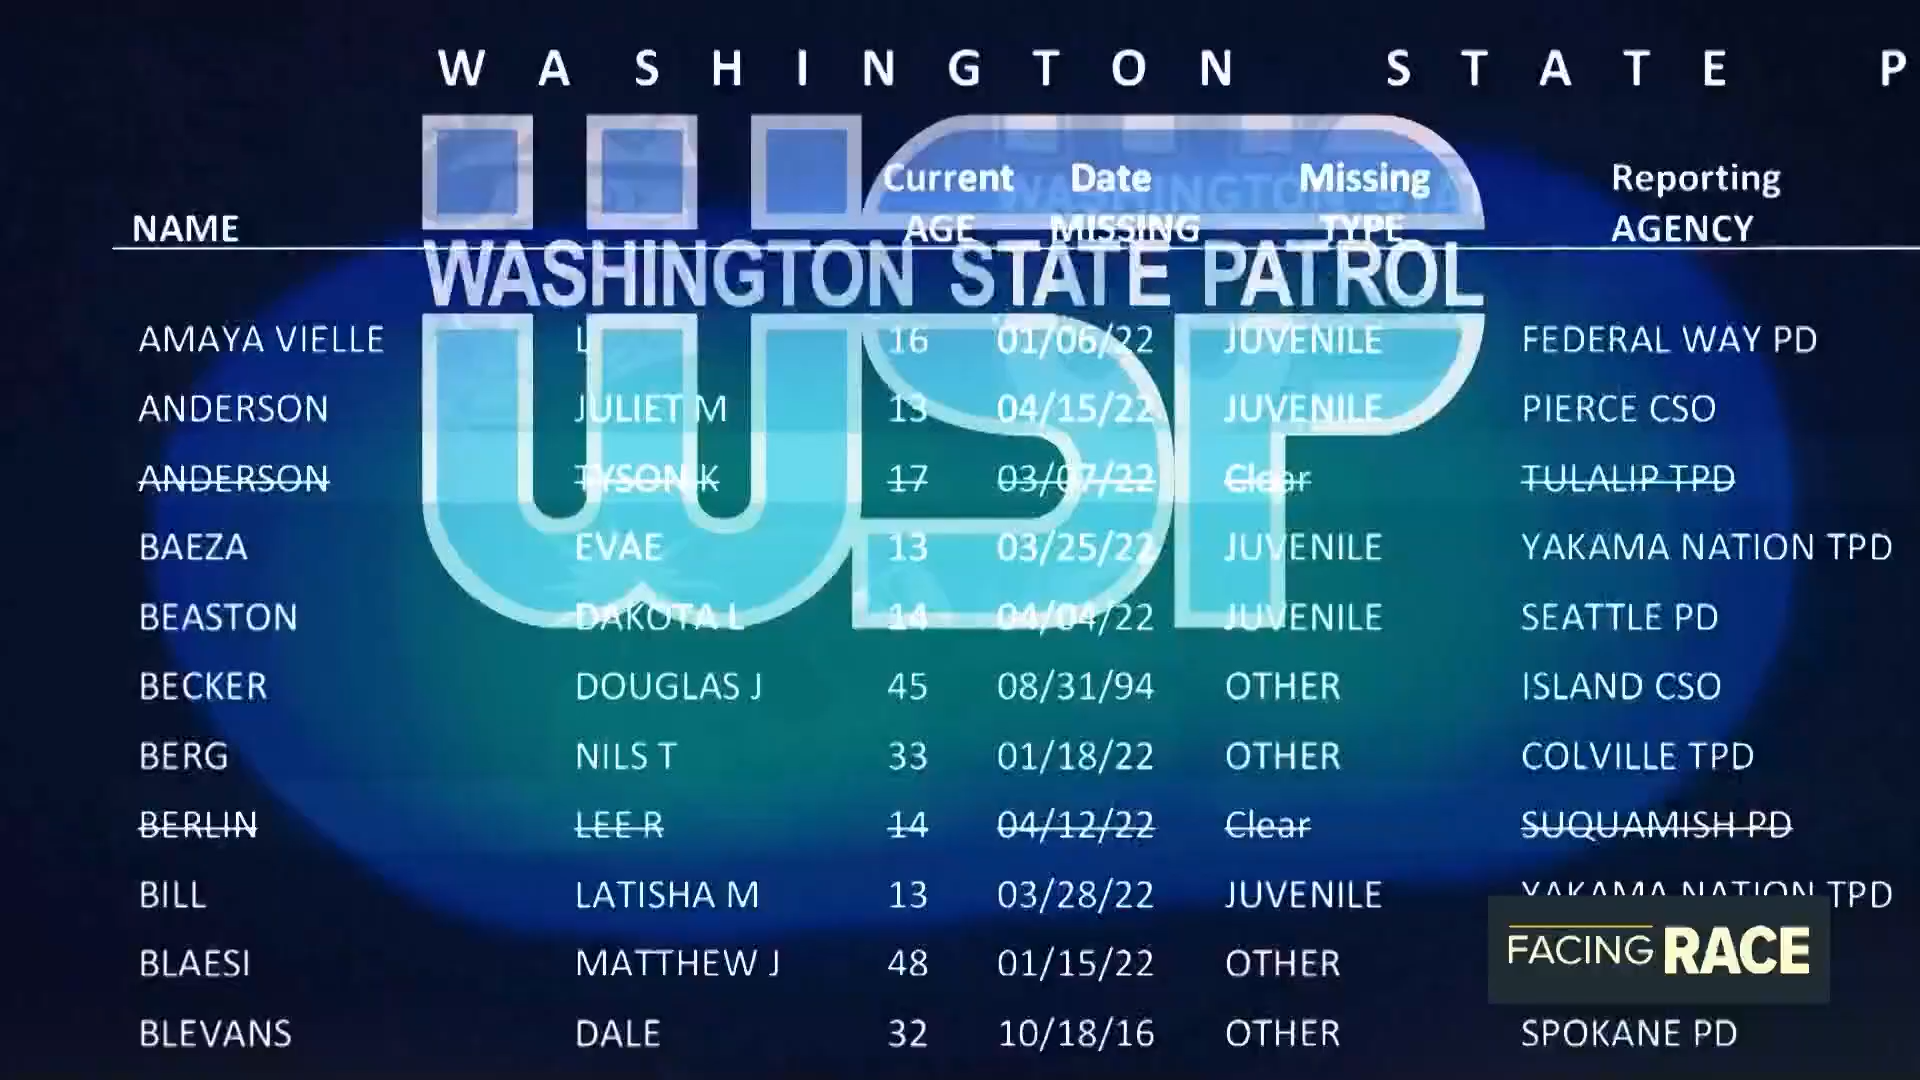 WASHINGTON STATE P
Current Date Missing Reporting
NAME AGE MISSING TYPE AGENCY
WASHINGTON STATE PATROL
AMAYA VIELLE L 16 01/06/22 JUVENILE FEDERAL WAY PD
ANDERSON JULIET M 13 04/15/22 JUVENILE PIERCE CSO
ANDERSON TYSON K 17 03/07/22 Clear TULALIP TPD
BAEZA EVAE 13 03/25/22 JUVENILE YAKAMA NATION TPD
BEASTON DAKOTA L 14 04/04/22 JUVENILE SEATTLE PD
wsp
BECKER DOUGLAS J 45 08/31/94 OTHER ISLAND CSO
BERG NILS T 33 01/18/22 OTHER COLVILLE TPD
BERLIN LEE R 14 04/12/22 Clear SUQUAMISH PD
BILL LATISHA M 13 03/28/22 JUVENILE YAKAMA NATION TPD
BLAESI MATTHEW J 48 01/15/22 OTHER
FACING RACE
BLEVANS DALE 32 10/18/16 OTHER SPOKANE PD